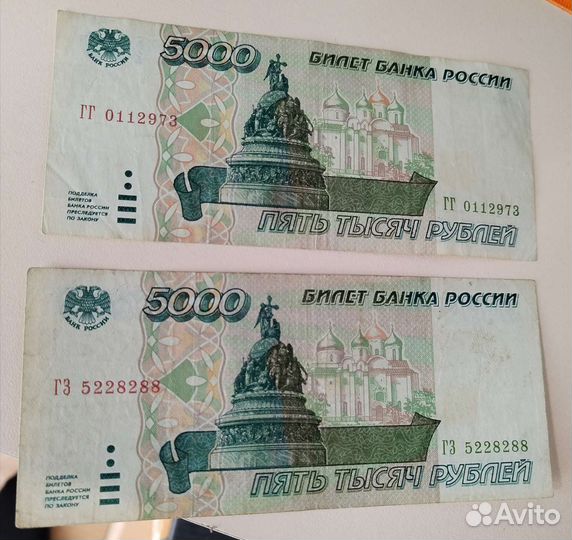 5000 БИЛЕТ БАНКА РОССИИ
БАНК РОССИИ
ГГ 0112973
ПОДДЕЛКА
БИЛЕТОВ
БАНКА РОССИИ
ПРЕСЛЕДУЕТСЯ
ПО ЗАКОНУ
ГГ 0112973
ПЯТЬ ТЫСЯЧ РУБЛЕЙ
5000 БИЛЕТ БАНКА РОССИИ
БАНК РОССИИ
ГЗ 5228288
ГЗ 5228288
ПОДДЕЛКА
БИЛЕТОВ
БАНКА РОССИИ
ПРЕСЛЕДУЕТСЯ
ПО ЗАКОНУ
ПЯТЬ ТЫСЯЧ РУБЛЕЙ
Avito